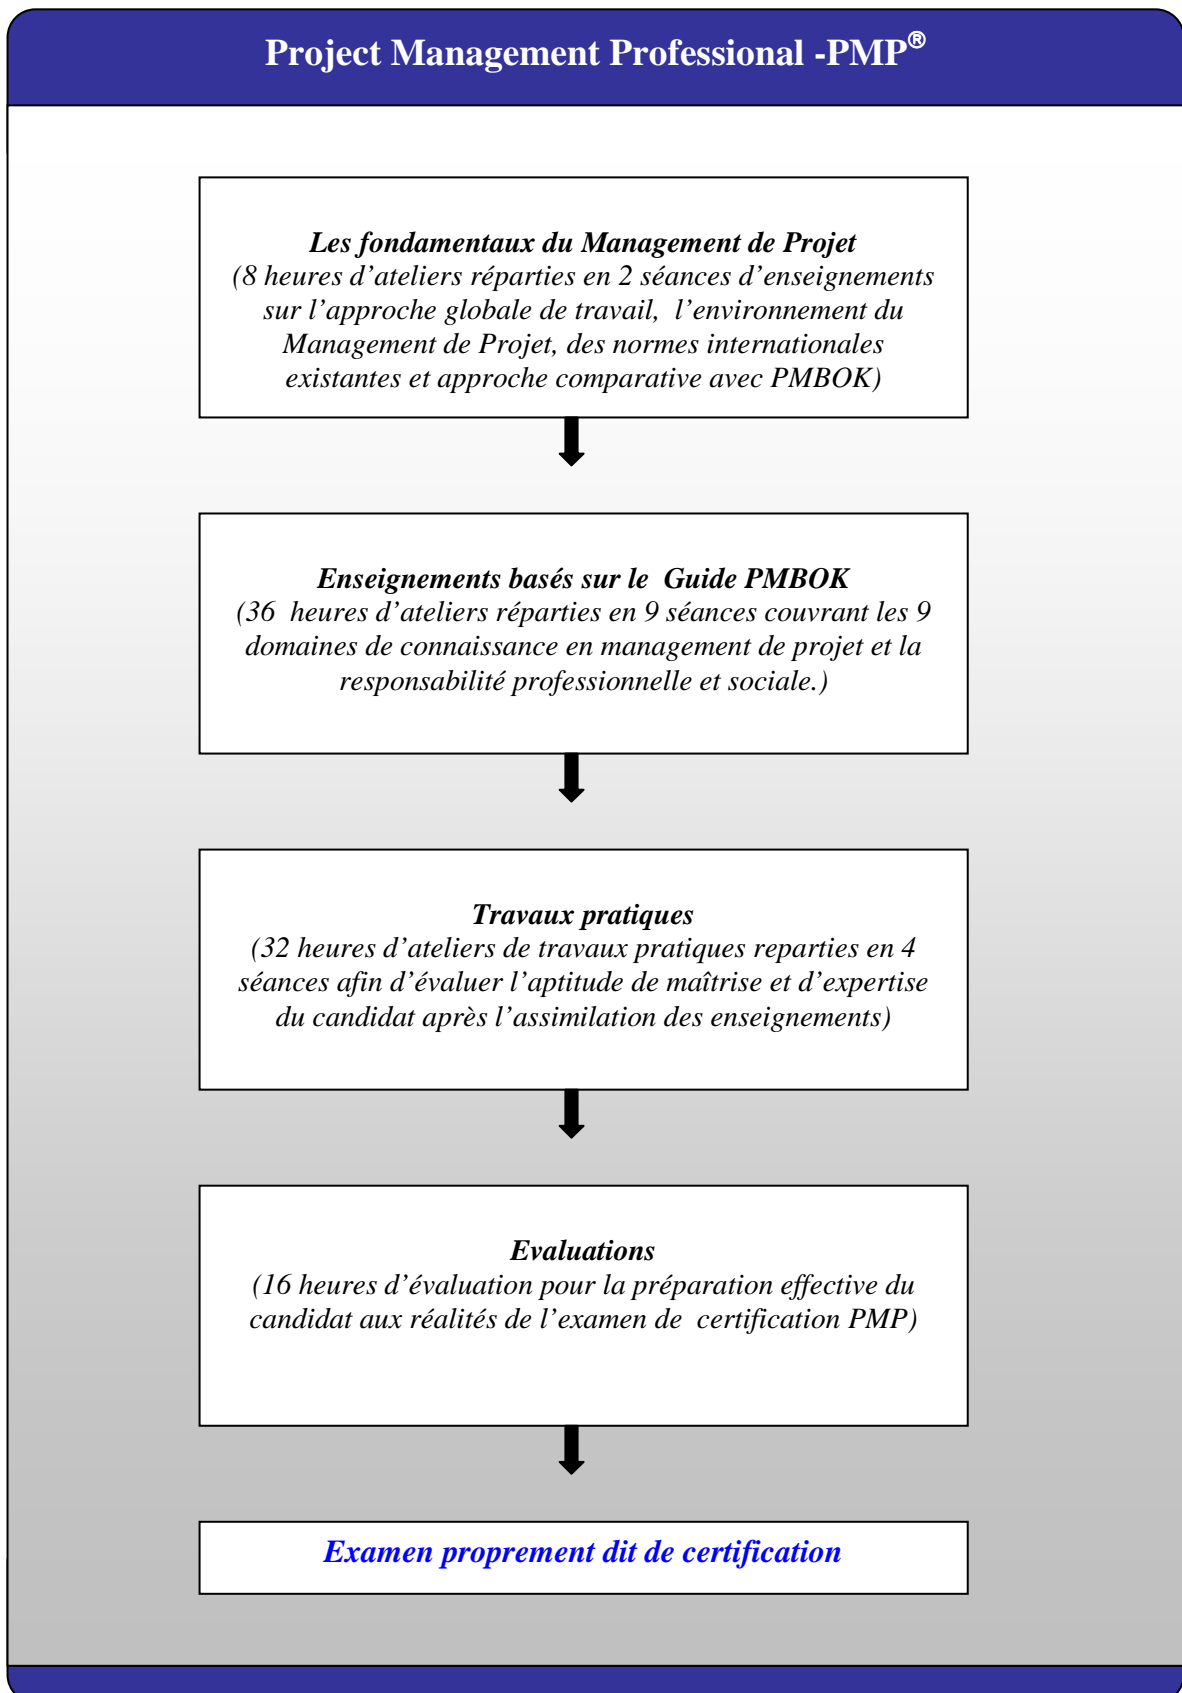 Project Management Professional -PMP®
Les fondamentaux du Management de Projet
(8 heures d’ateliers réparties en 2 séances d’enseignements
sur l’approche globale de travail, l’environnement du
Management de Projet, des normes internationales
existantes et approche comparative avec PMBOK)
Enseignements basés sur le Guide PMBOK
(36 heures d’ateliers réparties en 9 séances couvrant les 9
domaines de connaissance en management de projet et la
responsabilité professionnelle et sociale.)
Travaux pratiques
(32 heures d’ateliers de travaux pratiques reparties en 4
séances afin d’évaluer l’aptitude de maîtrise et d’expertise
du candidat après l’assimilation des enseignements)
Evaluations
(16 heures d’évaluation pour la préparation effective du
candidat aux réalités de l’examen de certification PMP)
Examen proprement dit de certification